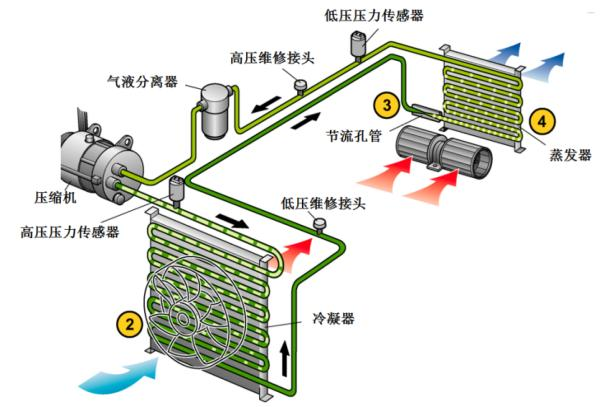 低压压力传感器
高压维修接头
气液分离器
3
4
节流孔管
蒸发器
压缩机
低压维修接头
高压压力传感器
2
冷凝器